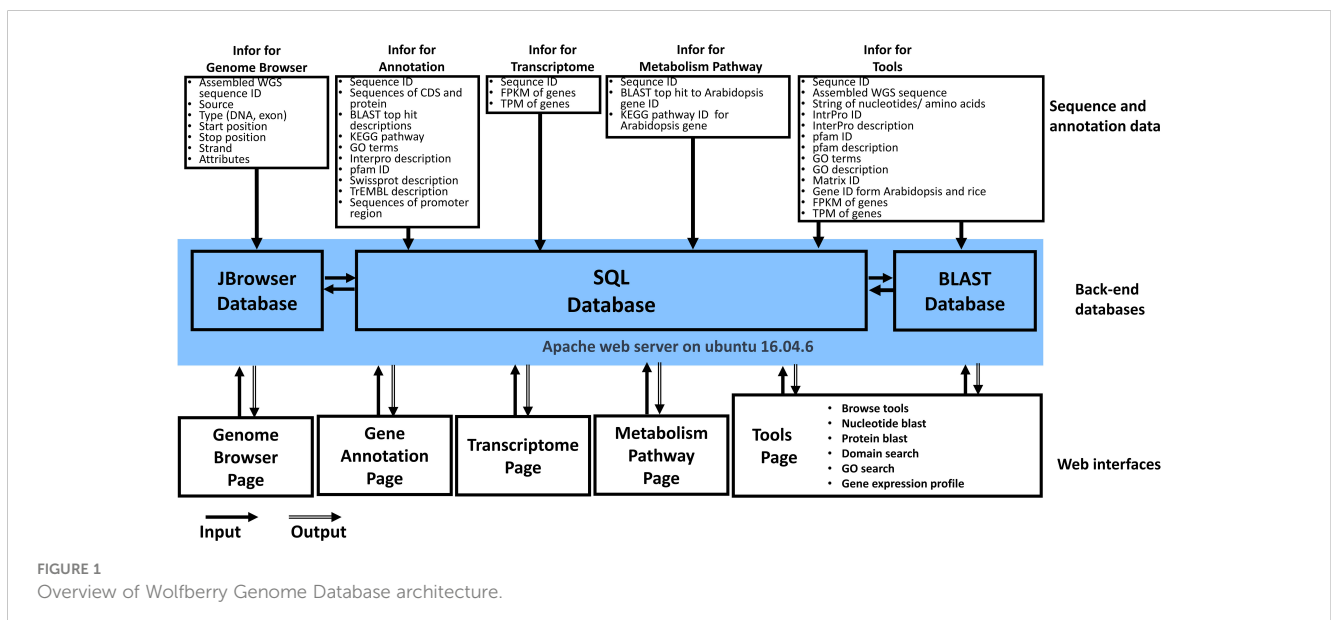 Infor for
Genome Browser
• Assembled WGS
sequence ID
• Source
• Type (DNA, exon)
• Start position
• Stop position
• Strand
• Attributes
Infor for
Annotation
• Sequence ID
• Sequences of CDS and
protein
• BLAST top hit
descriptions
• KEGG pathway
• GO terms
• Interpro description
• pfam ID
• Swissprot description
• TrEMBL description
• Sequences of promoter
region
Infor for
Transcriptome
• Sequnce ID
• FPKM of genes
• TPM of genes
Infor for
Metabolism Pathway
• Sequnce ID
• BLAST top hit to Arabidopsis
gene ID
• KEGG pathway ID for
Arabidopsis gene
Infor for
Tools
• Sequnce ID
• Assembled WGS sequence
• String of nucleotides/ amino acids
• IntrPro ID
• InterPro description
• pfam ID
• pfam description
• GO terms
• GO description
• Matrix ID
• Gene ID form Arabidopsis and rice
• FPKM of genes
• TPM of genes
Sequence and
annotation data
JBrowser
Database
SQL
Database
BLAST
Database
Apache web server on ubuntu 16.04.6
Back-end
databases
Genome
Browser
Page
Gene
Annotation
Page
Transcriptome
Page
Metabolism
Pathway
Page
Tools
Page
• Browse tools
• Nucleotide blast
• Protein blast
• Domain search
• GO search
• Gene expression profile
Web interfaces
Input
Output
FIGURE 1
Overview of Wolfberry Genome Database architecture.